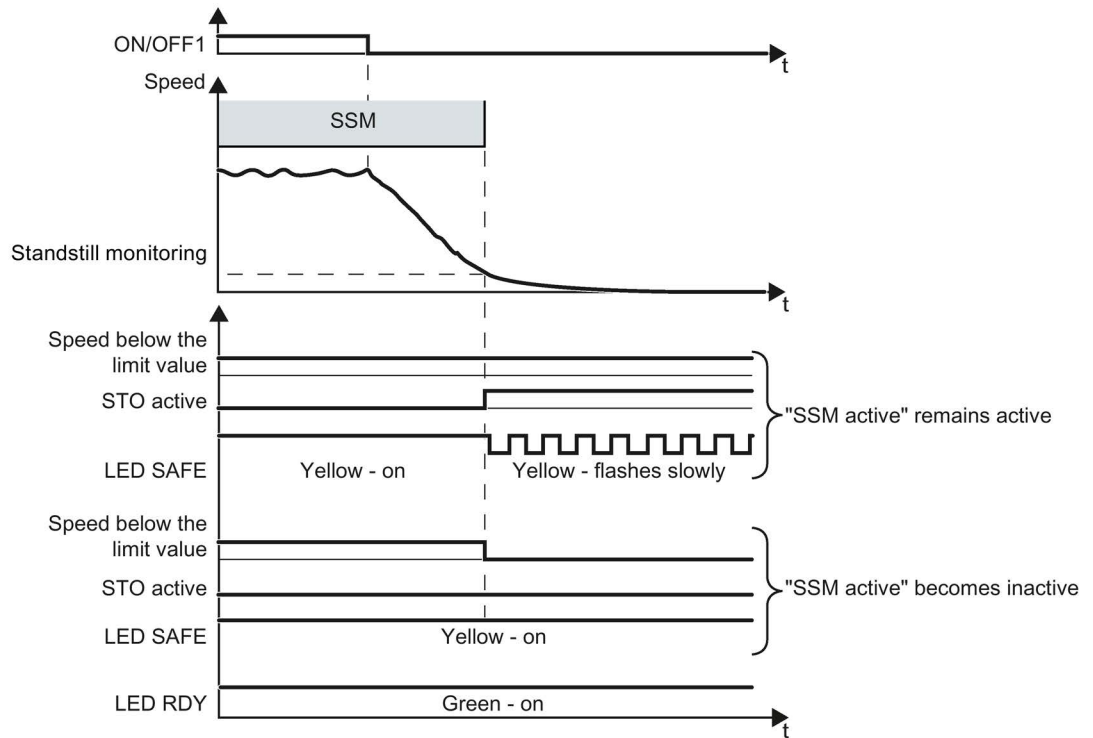 ON/OFF1
t
Speed
SSM
Standstill monitoring
t
Speed below the
limit value
STO active
"SSM active" remains active
LED SAFE
Yellow - on
Yellow - flashes slowly
Speed below the
limit value
STO active
"SSM active" becomes inactive
LED SAFE
Yellow - on
LED RDY
Green - on
t